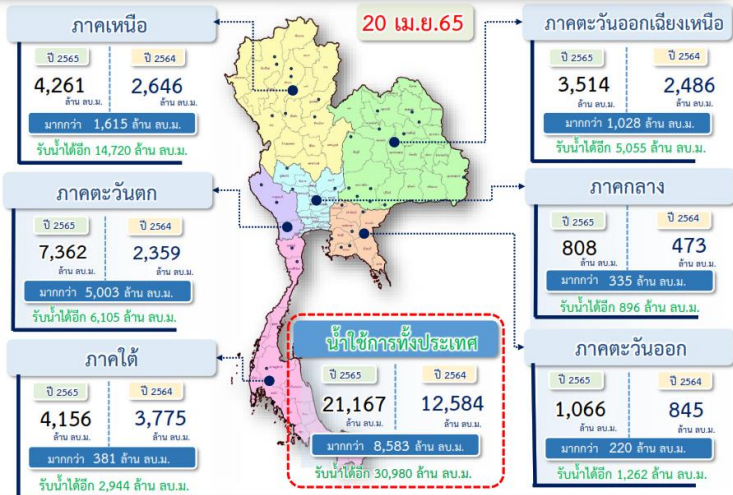 20 เม.ย.65
ภาคเหนือ
ปี 2565 ปี 2564
4,261 2,646
ล้าน ลบ.ม. ล้าน ลบ.ม.
มากกว่า 1,615 ล้าน ลบ.ม.
รับน้ำได้อีก 14,720 ล้าน ลบ.ม.
ภาคตะวันออกเฉียงเหนือ
ปี 2565 ปี 2564
3,514 2,486
ล้าน ลบ.ม. ล้าน ลบ.ม.
มากกว่า 1,028 ล้าน ลบ.ม.
รับน้ำได้อีก 5,055 ล้าน ลบ.ม.
ภาคตะวันตก
ปี 2565 ปี 2564
7,362 2,359
ล้าน ลบ.ม. ล้าน ลบ.ม.
มากกว่า 5,003 ล้าน ลบ.ม.
รับน้ำได้อีก 6,105 ล้าน ลบ.ม.
ภาคกลาง
ปี 2565 ปี 2564
808 473
ล้าน ลบ.ม. ล้าน ลบ.ม.
มากกว่า 335 ล้าน ลบ.ม.
รับน้ำได้อีก 896 ล้าน ลบ.ม.
ภาคใต้
ปี 2565 ปี 2564
4,156 3,775
ล้าน ลบ.ม. ล้าน ลบ.ม.
มากกว่า 381 ล้าน ลบ.ม.
รับน้ำได้อีก 2,944 ล้าน ลบ.ม.
น้ำใช้การทั้งประเทศ
ปี 2565 ปี 2564
21,167 12,584
ล้าน ลบ.ม. ล้าน ลบ.ม.
มากกว่า 8,583 ล้าน ลบ.ม.
รับน้ำได้อีก 30,980 ล้าน ลบ.ม.
ภาคตะวันออก
ปี 2565 ปี 2564
1,066 845
ล้าน ลบ.ม. ล้าน ลบ.ม.
มากกว่า 220 ล้าน ลบ.ม.
รับน้ำได้อีก 1,262 ล้าน ลบ.ม.